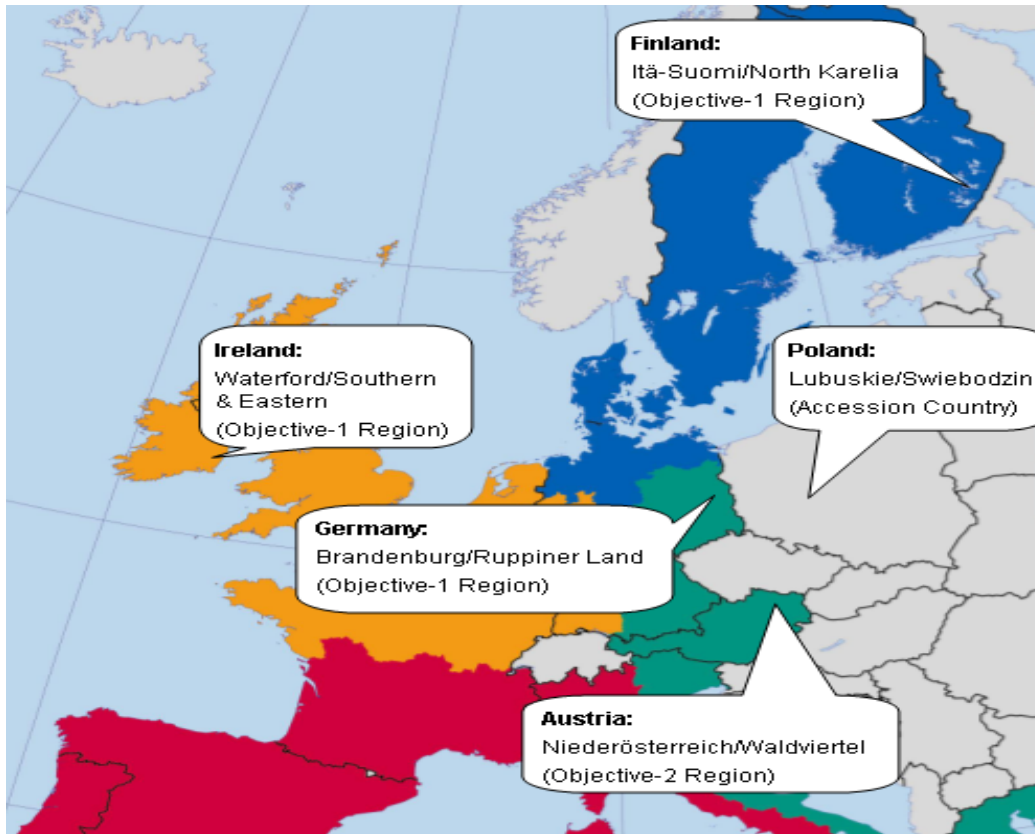 Finland:
Itä-Suomi/North Karelia
(Objective-1 Region)
Ireland:
Waterford/Southern
& Eastern
(Objective-1 Region)
Poland:
Lubuskie/Swiebodzin
(Accession Country)
Germany:
Brandenburg/Ruppiner Land
(Objective-1 Region)
Austria:
Niederösterreich/Waldviertel
(Objective-2 Region)